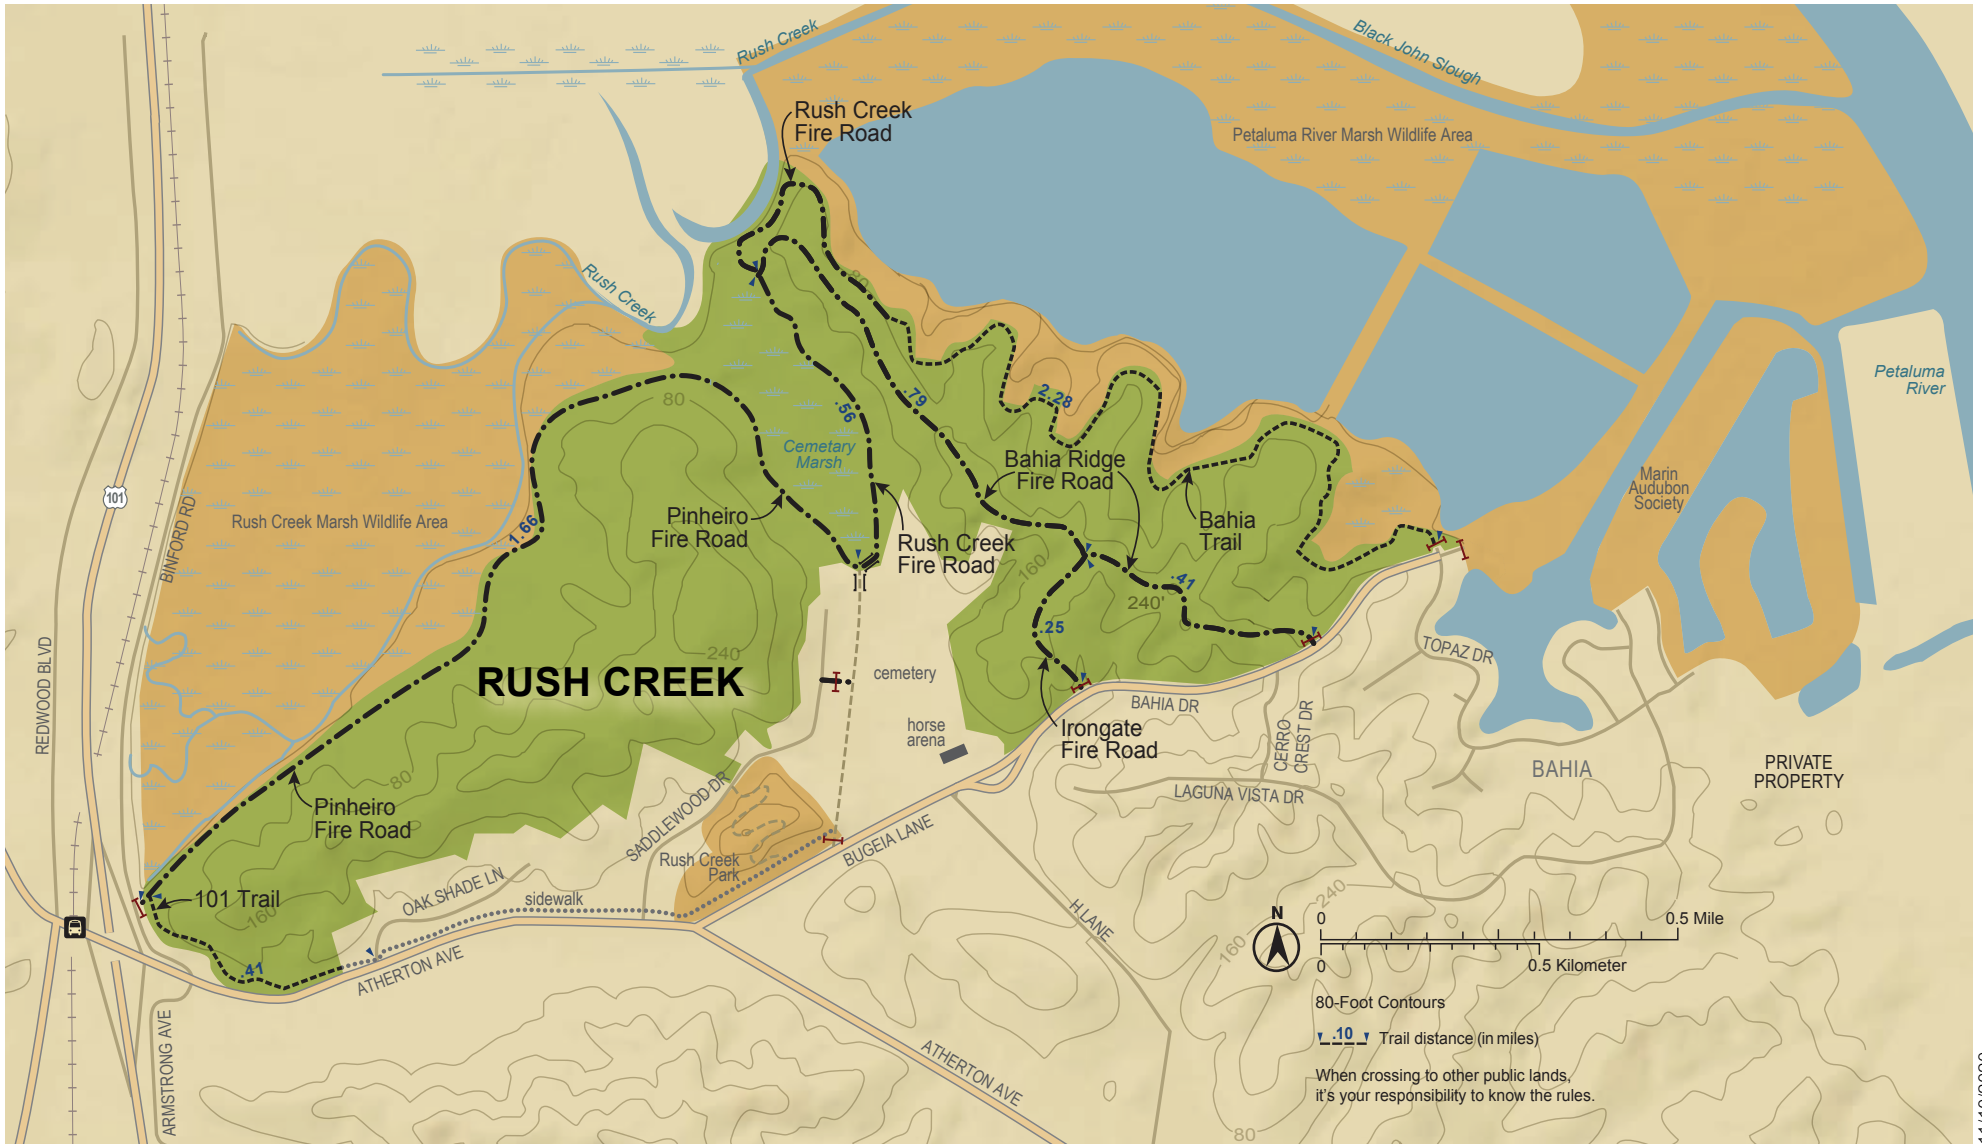 Rush Creek
Black John Slough
Rush Creek
Fire Road
Petaluma River Marsh Wildlife Area
80
Rush Creek
Petaluma
River
80
.56
.79
2.28
Cemetary
Marsh
Bahia Ridge
Fire Road
Marin
Audubon
Society
101
BINFORD RD
Rush Creek Marsh Wildlife Area
1.66
Pinheiro
Fire Road
Rush Creek
Fire Road
Bahia
Trail
160
.41
240'
.25
REDWOOD BLVD
RUSH CREEK
240
cemetery
TOPAZ DR
BAHIA DR
horse
arena
Irongate
Fire Road
CERRO
CREST DR
BAHIA
PRIVATE
PROPERTY
80
Pinheiro
Fire Road
LAGUNA VISTA DR
SADDLEWOOD DR
BUGEIA LANE
Rush Creek
Park
101 Trail
160
OAK SHADE LN
sidewalk
H LANE
240
160
N
0
0.5 Mile
0
0.5 Kilometer
.41
ATHERTON AVE
80-Foot Contours
.10
Trail distance (in miles)
ARMSTRONG AVE
ATHERTON AVE
When crossing to other public lands,
it's your responsibility to know the rules.
80